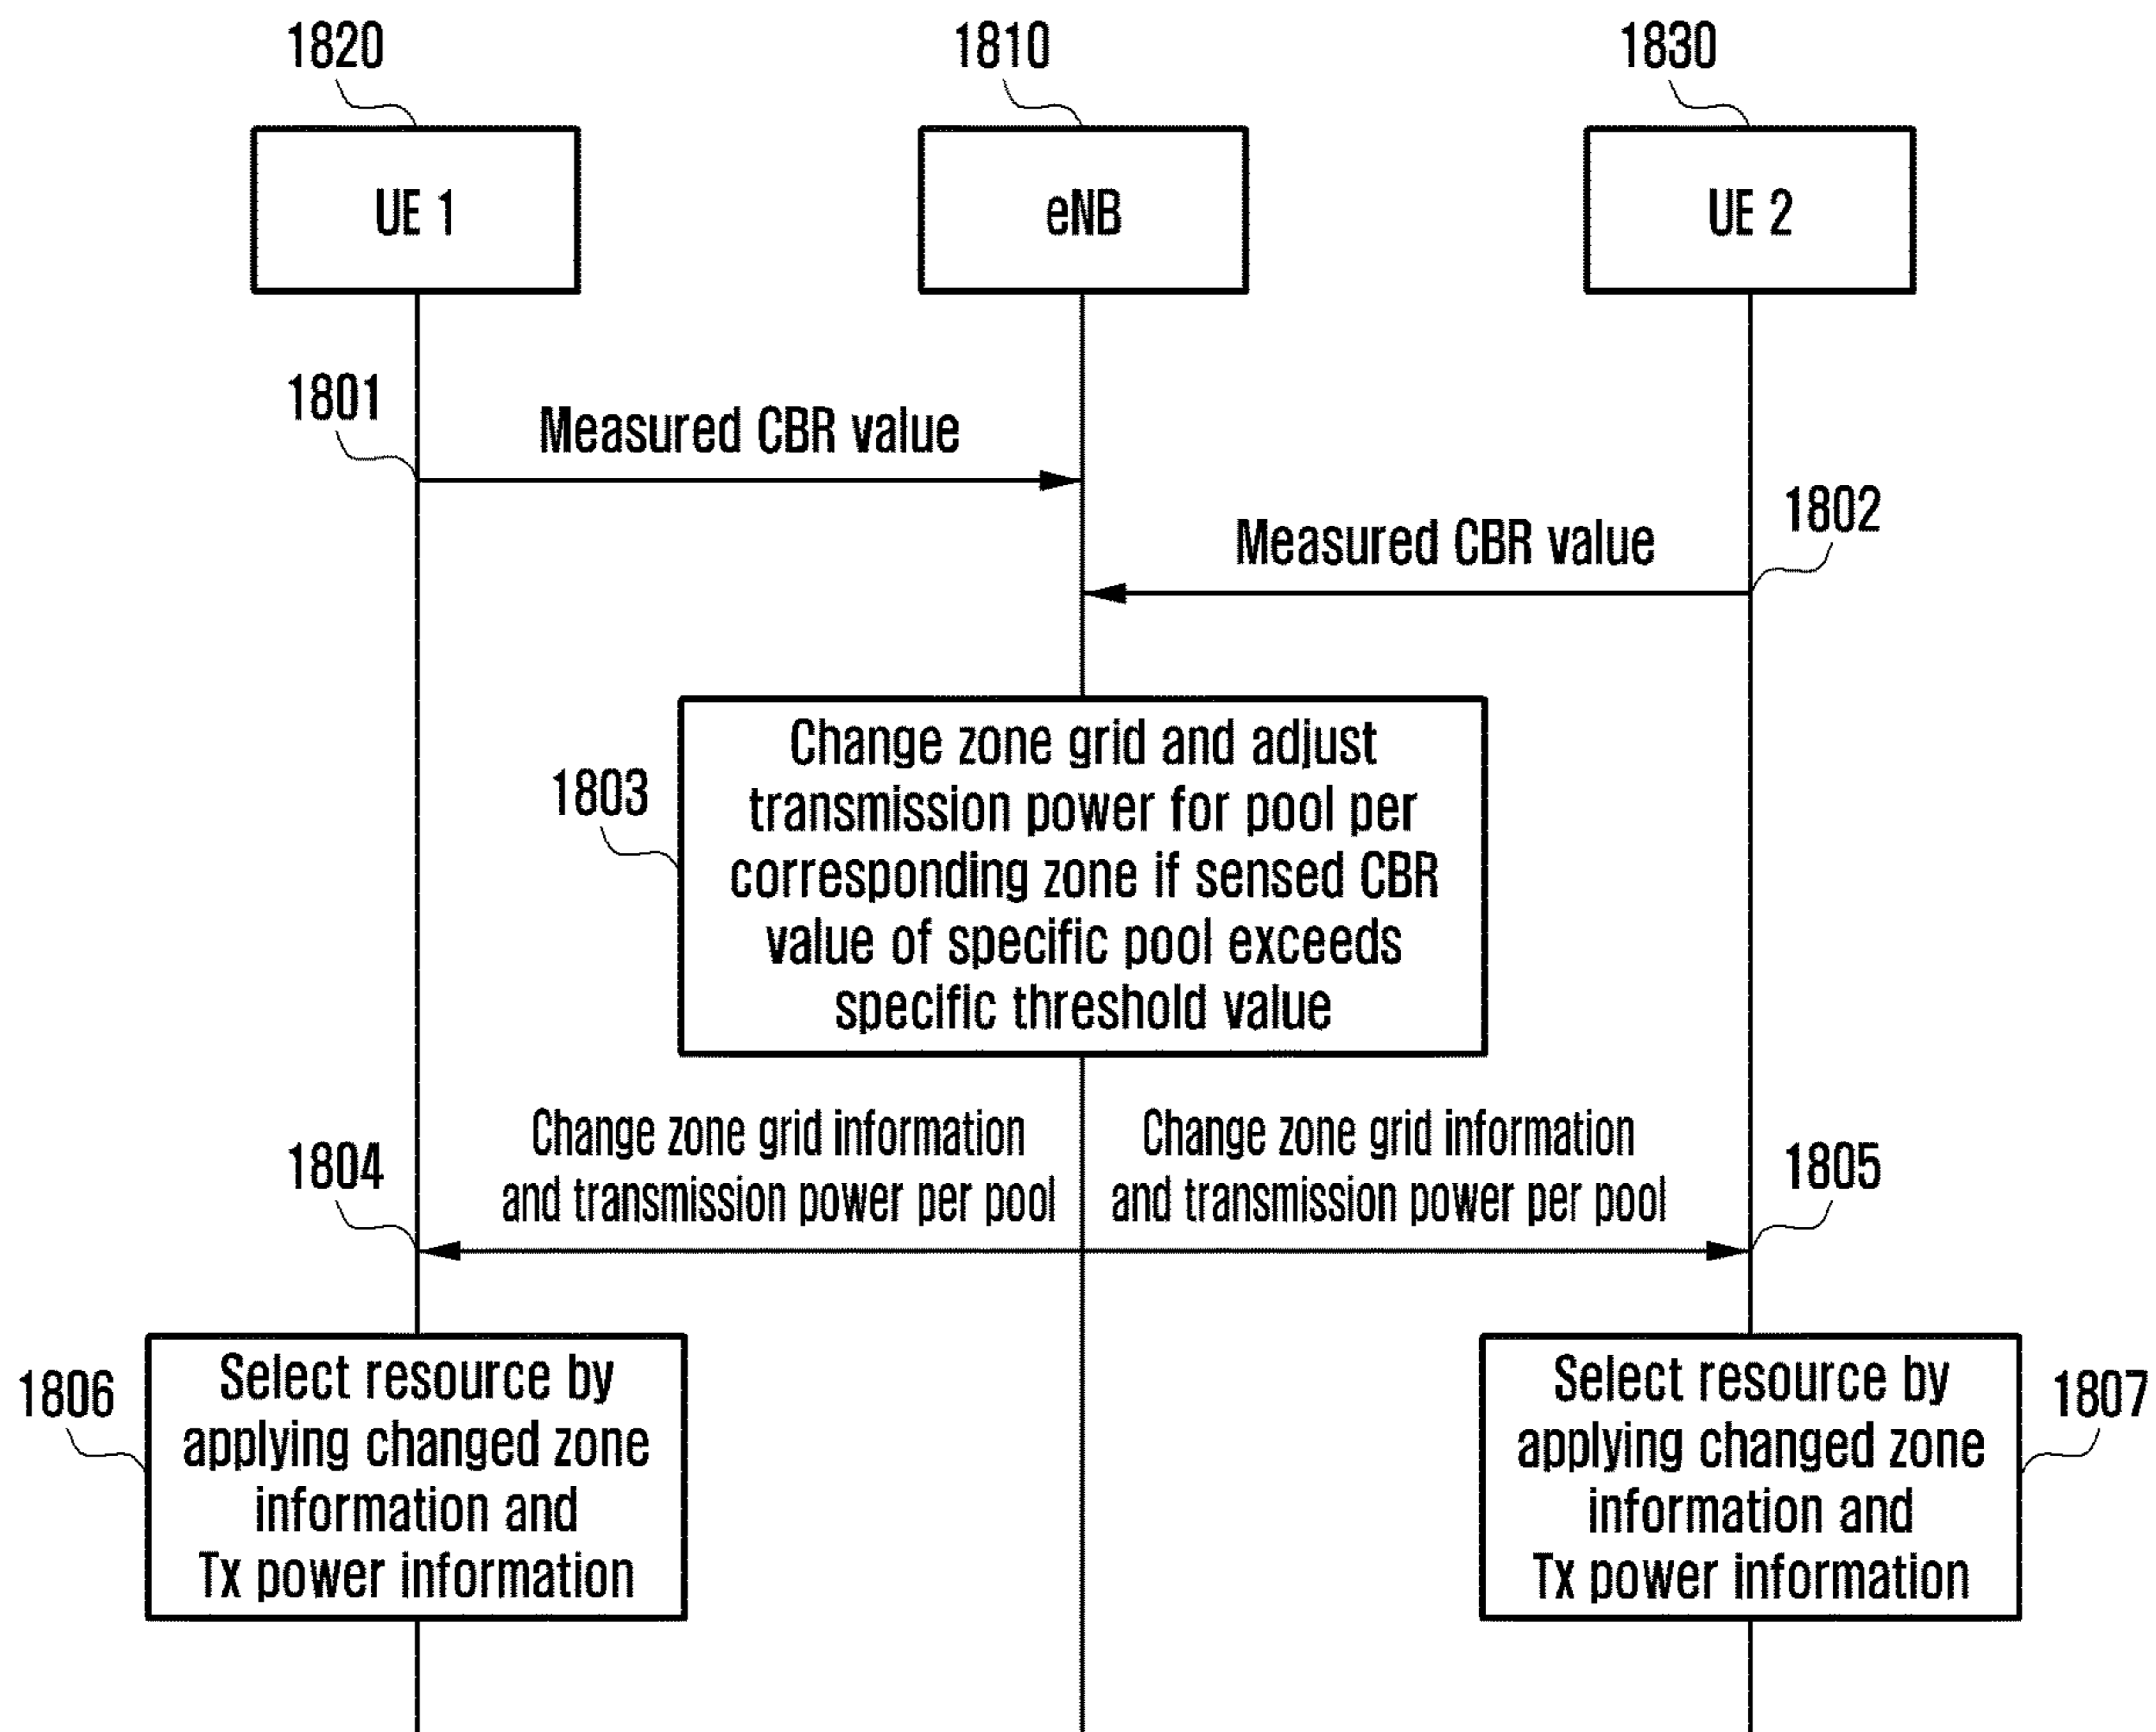 1820
1810
1830
UE 1
eNB
UE 2
1801
Measured CBR value
1802
Measured CBR value
1803
Change zone grid and adjust
transmission power for pool per
corresponding zone if sensed CBR
value of specific pool exceeds
specific threshold value
1804
Change zone grid information
and transmission power per pool
Change zone grid information
and transmission power per pool
1805
1806
Select resource by
applying changed zone
information and
Tx power information
Select resource by
applying changed zone
information and
Tx power information
1807